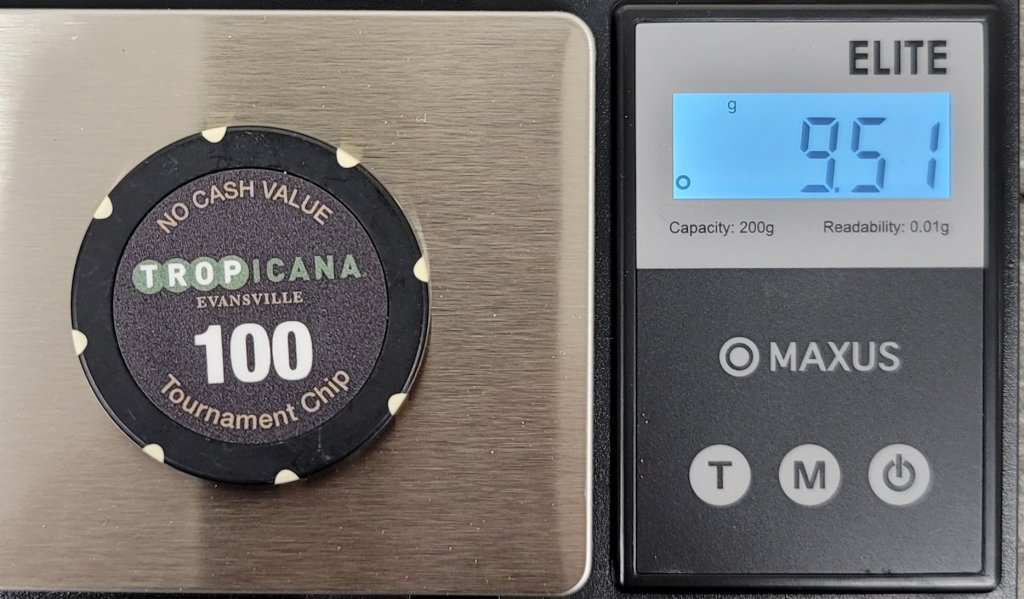 NO CASH VALUE
TROPICANA
EVANSVILLE
100
Tournament Chip
ELITE
g
9.51
Capacity: 200g Readability: 0.01g
MAXUS
T M